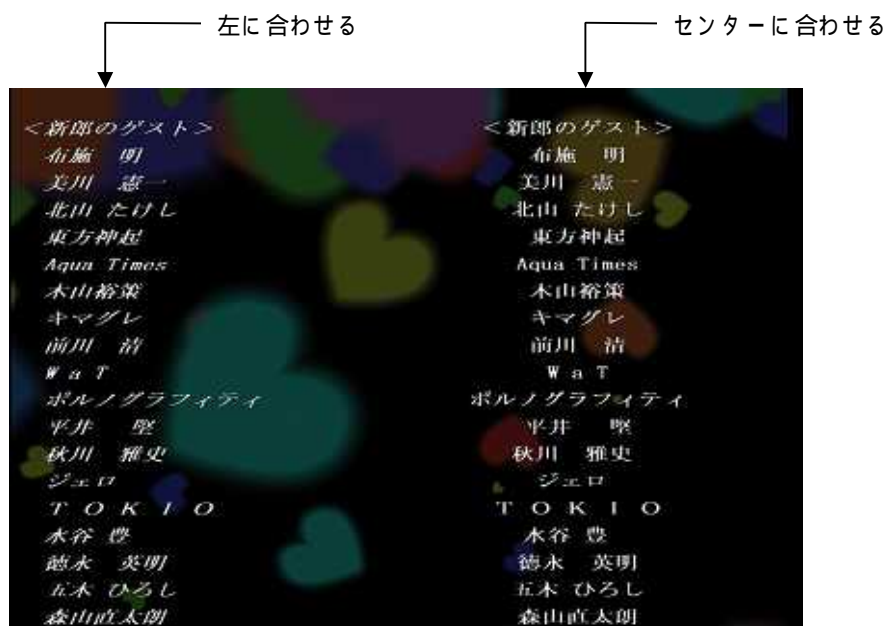 左に合わせる
センターに合わせる
＜新郎のゲスト＞
布施　明
美川　憲一
北山 たけし
東方神起
Aqua Times
木山裕策
キマグレ
前川　清
ＷａＴ
ポルノグラフィティ
平井　堅
秋川　雅史
ジェロ
ＴＯＫＩＯ
水谷 豊
徳永　英明
五木 ひろし
森山直太朗
＜新郎のゲスト＞
布施　明
美川　憲一
北山 たけし
東方神起
Aqua Times
木山裕策
キマグレ
前川　清
ＷａＴ
ポルノグラフィティ
平井　堅
秋川　雅史
ジェロ
ＴＯＫＩＯ
水谷 豊
徳永　英明
五木 ひろし
森山直太朗